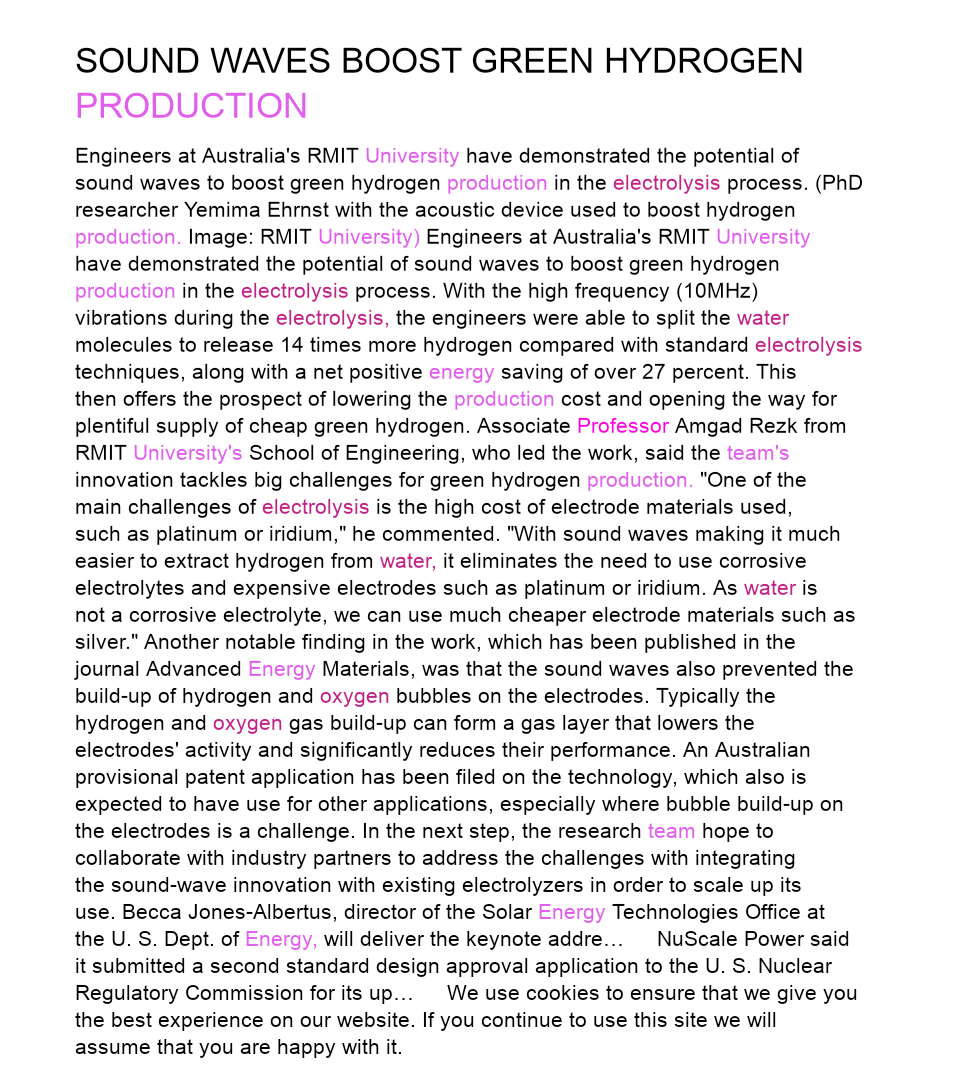 SOUND WAVES BOOST GREEN HYDROGEN
PRODUCTION
Engineers at Australia's RMIT University have demonstrated the potential of
sound waves to boost green hydrogen production in the electrolysis process. (PhD
researcher Yemima Ehrnst with the acoustic device used to boost hydrogen
production. Image: RMIT University) Engineers at Australia's RMIT University
have demonstrated the potential of sound waves to boost green hydrogen
production in the electrolysis process. With the high frequency (10MHz)
vibrations during the electrolysis, the engineers were able to split the water
molecules to release 14 times more hydrogen compared with standard electrolysis
techniques, along with a net positive energy saving of over 27 percent. This
then offers the prospect of lowering the production cost and opening the way for
plentiful supply of cheap green hydrogen. Associate Professor Amgad Rezk from
RMIT University's School of Engineering, who led the work, said the team's
innovation tackles big challenges for green hydrogen production. "One of the
main challenges of electrolysis is the high cost of electrode materials used,
such as platinum or iridium," he commented. "With sound waves making it much
easier to extract hydrogen from water, it eliminates the need to use corrosive
electrolytes and expensive electrodes such as platinum or iridium. As water is
not a corrosive electrolyte, we can use much cheaper electrode materials such as
silver." Another notable finding in the work, which has been published in the
journal Advanced Energy Materials, was that the sound waves also prevented the
build-up of hydrogen and oxygen bubbles on the electrodes. Typically the
hydrogen and oxygen gas build-up can form a gas layer that lowers the
electrodes' activity and significantly reduces their performance. An Australian
provisional patent application has been filed on the technology, which also is
expected to have use for other applications, especially where bubble build-up on
the electrodes is a challenge. In the next step, the research team hope to
collaborate with industry partners to address the challenges with integrating
the sound-wave innovation with existing electrolyzers in order to scale up its
use. Becca Jones-Albertus, director of the Solar Energy Technologies Office at
the U. S. Dept. of Energy, will deliver the keynote addre… NuScale Power said
it submitted a second standard design approval application to the U. S. Nuclear
Regulatory Commission for its up… We use cookies to ensure that we give you
the best experience on our website. If you continue to use this site we will
assume that you are happy with it.